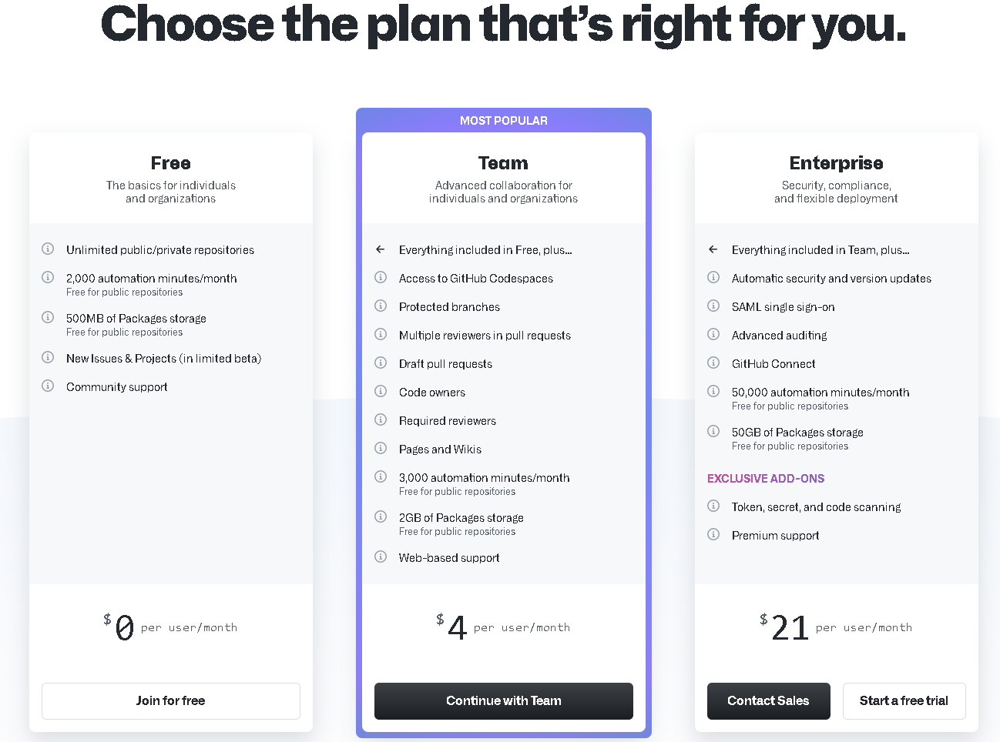 Choose the plan that’s right for you.
Free
The basics for individuals
and organizations
Unlimited public/private repositories
2,000 automation minutes/month
Free for public repositories
500MB of Packages storage
Free for public repositories
New Issues & Projects (in limited beta)
Community support
$0 per user/month
Join for free
MOST POPULAR
Team
Advanced collaboration for
individuals and organizations
Everything included in Free, plus...
Access to GitHub Codespaces
Protected branches
Multiple reviewers in pull requests
Draft pull requests
Code owners
Required reviewers
Pages and Wikis
3,000 automation minutes/month
Free for public repositories
2GB of Packages storage
Free for public repositories
Web-based support
$4 per user/month
Continue with Team
Enterprise
Security, compliance,
and flexible deployment
Everything included in Team, plus...
Automatic security and version updates
SAML single sign-on
Advanced auditing
GitHub Connect
50,000 automation minutes/month
Free for public repositories
50GB of Packages storage
Free for public repositories
EXCLUSIVE ADD-ONS
Token, secret, and code scanning
Premium support
$21 per user/month
Contact Sales
Start a free trial